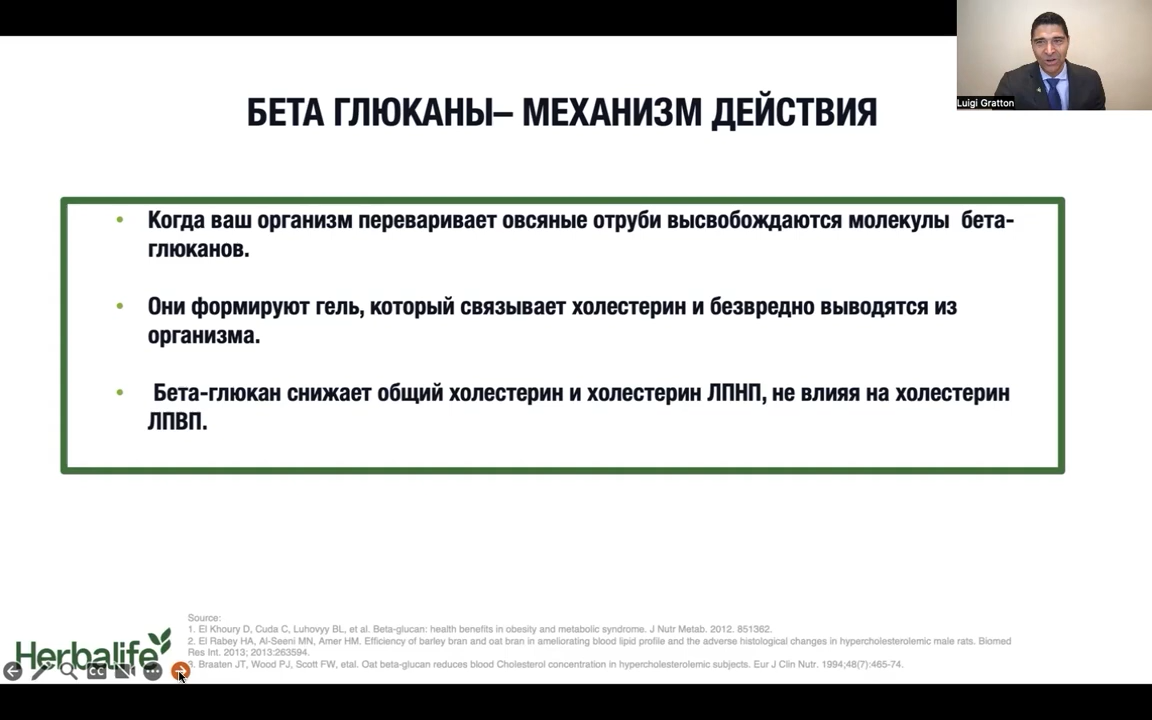 Luigi Gratton
БЕТА ГЛЮКАНЫ– МЕХАНИЗМ ДЕЙСТВИЯ
• Когда ваш организм переваривает овсяные отруби высвобождаются молекулы бета-
глюканов.
• Они формируют гель, который связывает холестерин и безвредно выводятся из
организма.
• Бета-глюкан снижает общий холестерин и холестерин ЛПНП, не влияя на холестерин
ЛПВП.
Source:
1. El Khoury D, Cuda C, Luhovyy BL, et al. Beta-glucan: health benefits in obesity and metabolic syndrome. J Nutr Metab. 2012. 851362.
2. El Rabey HA, Al-Seeni MN, Amer HM. Efficiency of barley bran and oat bran in ameliorating blood lipid profile and the adverse histological changes in hypercholesterolemic male rats. Biomed
Res Int. 2013; 2013:263594.
3. Braaten JT, Wood PJ, Scott FW, etal. Oat beta-glucan reduces blood Cholesterol concentration in hypercholesterolemic subjects. Eur J Clin Nutr. 1994;48(7):465-74.
Herbalife
CC